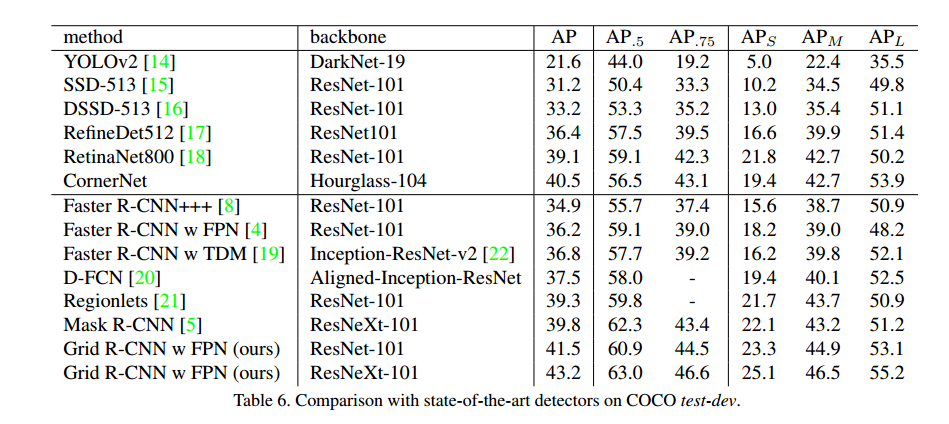 method backbone AP AP.5 AP.75 APS APM APL
YOLOv2 [14] DarkNet-19 21.6 44.0 19.2 5.0 22.4 35.5
SSD-513 [15] ResNet-101 31.2 50.4 33.3 10.2 34.5 49.8
DSSD-513 [16] ResNet-101 33.2 53.3 35.2 13.0 35.4 51.1
RefineDet512 [17] ResNet101 36.4 57.5 39.5 16.6 39.9 51.4
RetinaNet800 [18] ResNet-101 39.1 59.1 42.3 21.8 42.7 50.2
CornerNet Hourglass-104 40.5 56.5 43.1 19.4 42.7 53.9
Faster R-CNN+++ [8] ResNet-101 34.9 55.7 37.4 15.6 38.7 50.9
Faster R-CNN w FPN [4] ResNet-101 36.2 59.1 39.0 18.2 39.0 48.2
Faster R-CNN w TDM [19] Inception-ResNet-v2 [22] 36.8 57.7 39.2 16.2 39.8 52.1
D-FCN [20] Aligned-Inception-ResNet 37.5 58.0 - 19.4 40.1 52.5
Regionlets [21] ResNet-101 39.3 59.8 - 21.7 43.7 50.9
Mask R-CNN [5] ResNeXt-101 39.8 62.3 43.4 22.1 43.2 51.2
Grid R-CNN w FPN (ours) ResNet-101 41.5 60.9 44.5 23.3 44.9 53.1
Grid R-CNN w FPN (ours) ResNeXt-101 43.2 63.0 46.6 25.1 46.5 55.2
Table 6. Comparison with state-of-the-art detectors on COCO test-dev.